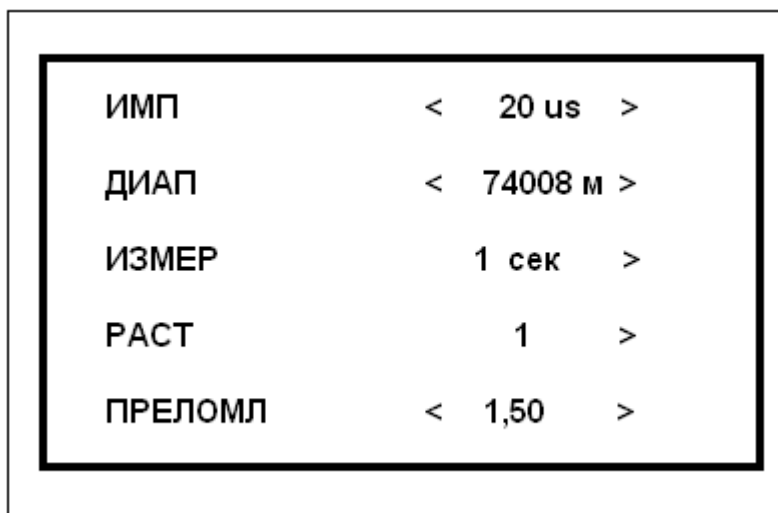 ИМП < 20 us >
ДИАП < 74008 м >
ИЗМЕР 1 сек >
РАСТ 1 >
ПРЕЛОМЛ < 1,50 >